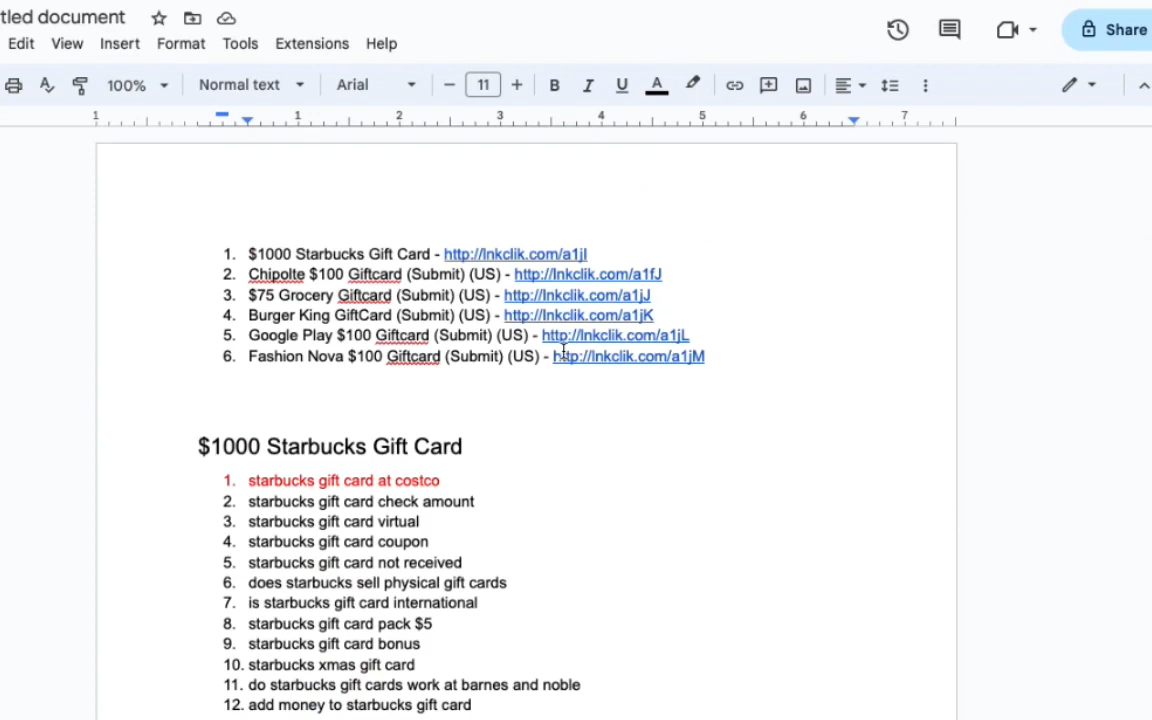 tled document
Edit View Insert Format Tools Extensions Help
Share
100% Normal text Arial 11 B I U A
1 1 2 3 4 5 6 7
1. $1000 Starbucks Gift Card - http://lnkclik.com/a1jI
2. Chipolte $100 Giftcard (Submit) (US) - http://lnkclik.com/a1fJ
3. $75 Grocery Giftcard (Submit) (US) - http://lnkclik.com/a1jJ
4. Burger King GiftCard (Submit) (US) - http://lnkclik.com/a1jK
5. Google Play $100 Giftcard (Submit) (US) - http://lnkclik.com/a1jL
6. Fashion Nova $100 Giftcard (Submit) (US) - http://lnkclik.com/a1jM
$1000 Starbucks Gift Card
1. starbucks gift card at costco
2. starbucks gift card check amount
3. starbucks gift card virtual
4. starbucks gift card coupon
5. starbucks gift card not received
6. does starbucks sell physical gift cards
7. is starbucks gift card international
8. starbucks gift card pack $5
9. starbucks gift card bonus
10. starbucks xmas gift card
11. do starbucks gift cards work at barnes and noble
12. add money to starbucks gift card